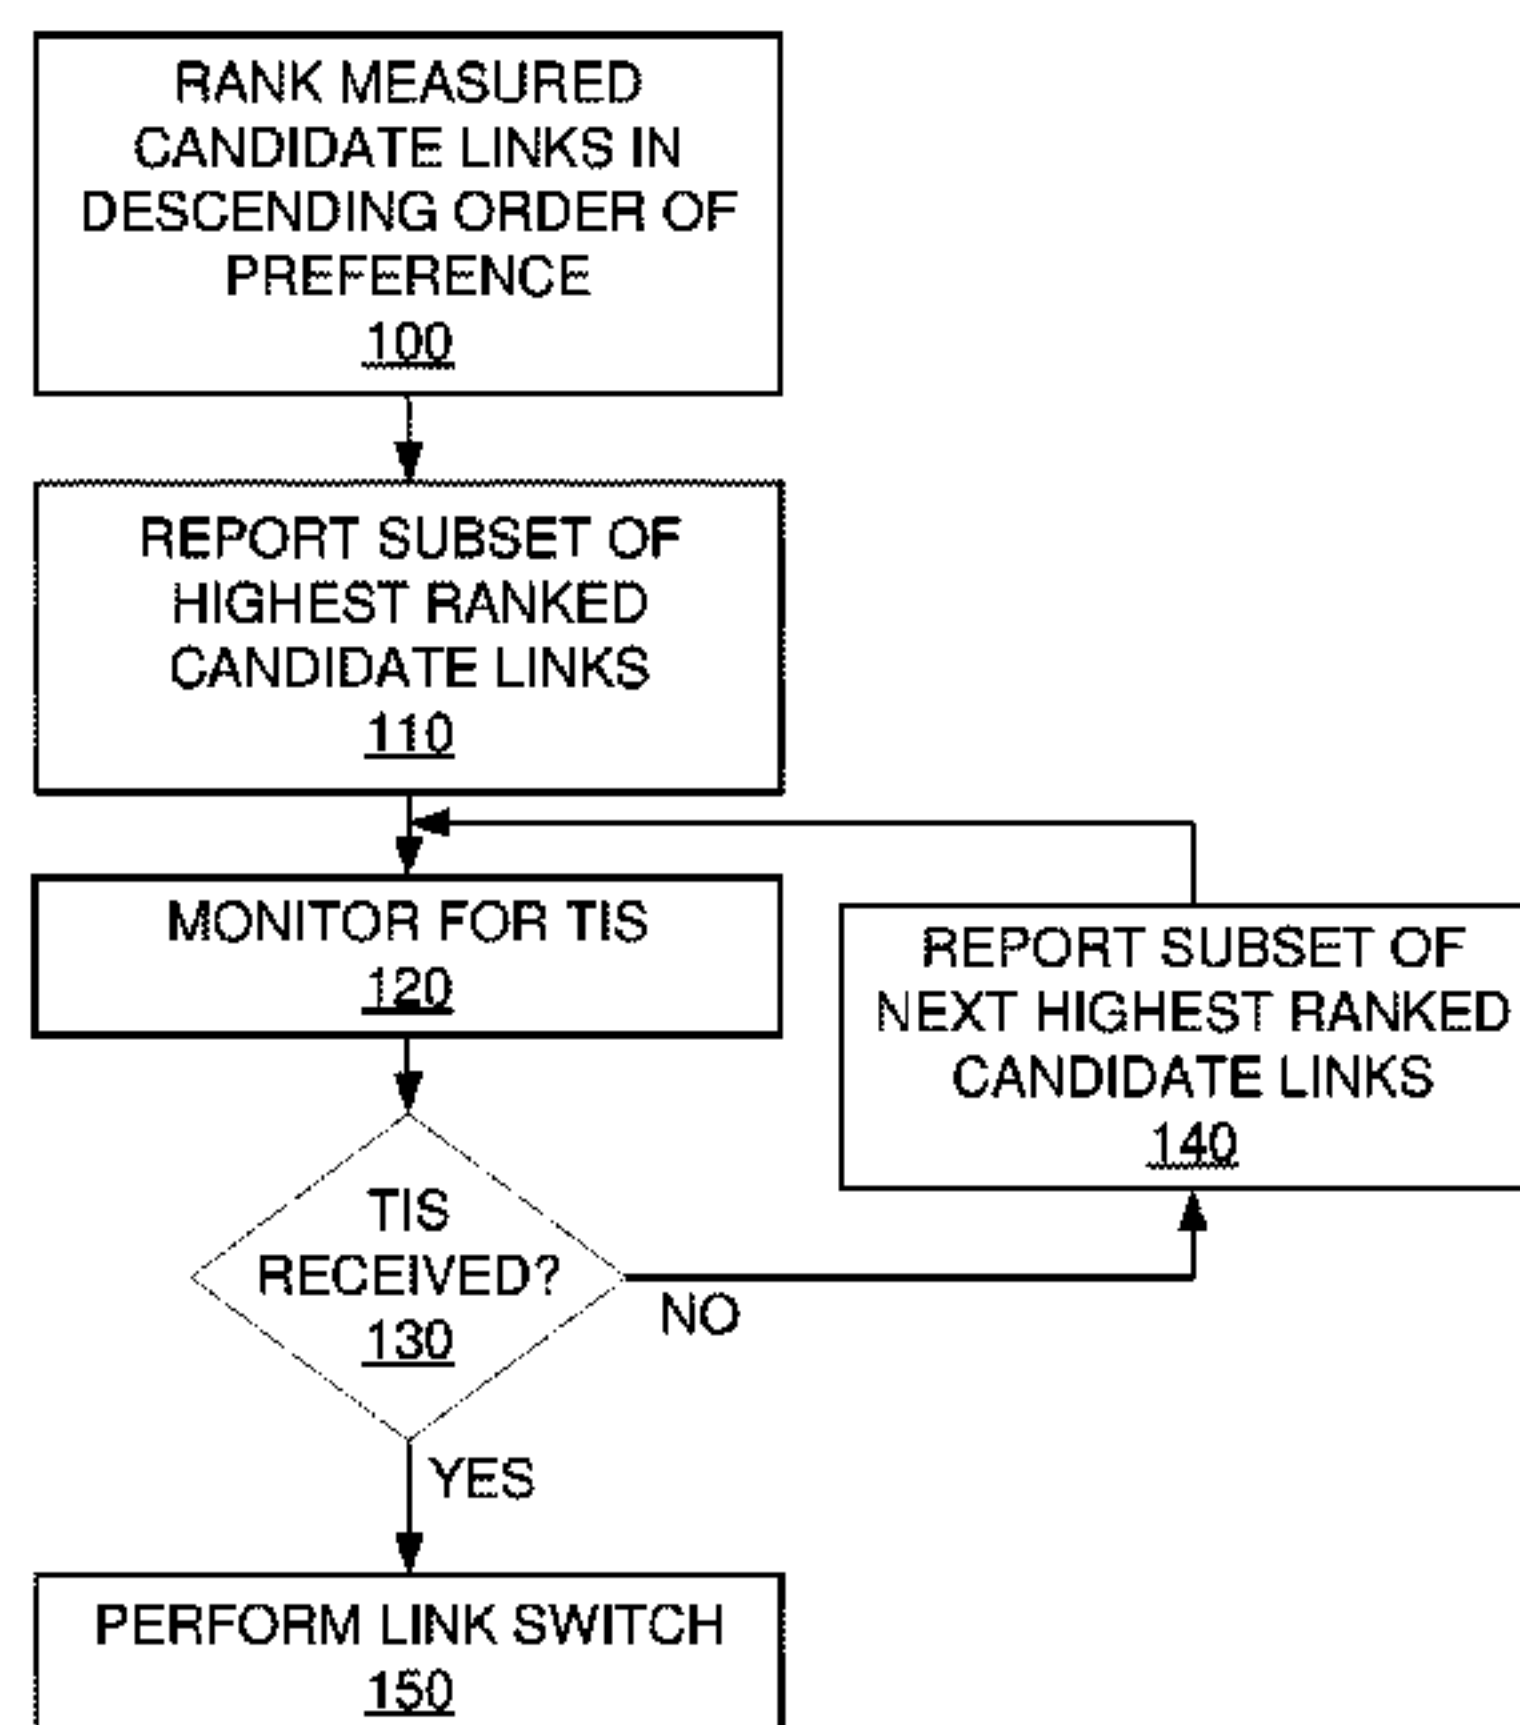 RANK MEASURED
CANDIDATE LINKS IN
DESCENDING ORDER OF
PREFERENCE
100
REPORT SUBSET OF
HIGHEST RANKED
CANDIDATE LINKS
110
MONITOR FOR TIS
120
REPORT SUBSET OF
NEXT HIGHEST RANKED
CANDIDATE LINKS
140
TIS
RECEIVED?
130
NO
YES
PERFORM LINK SWITCH
150